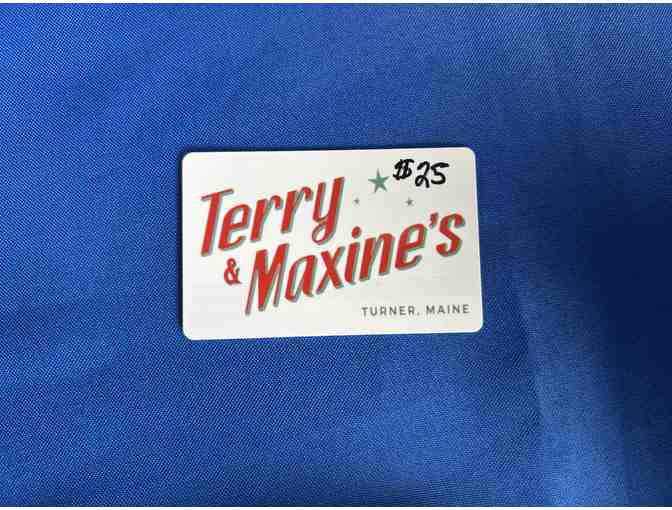 $25
Terry
& Maxine's
TURNER, MAINE